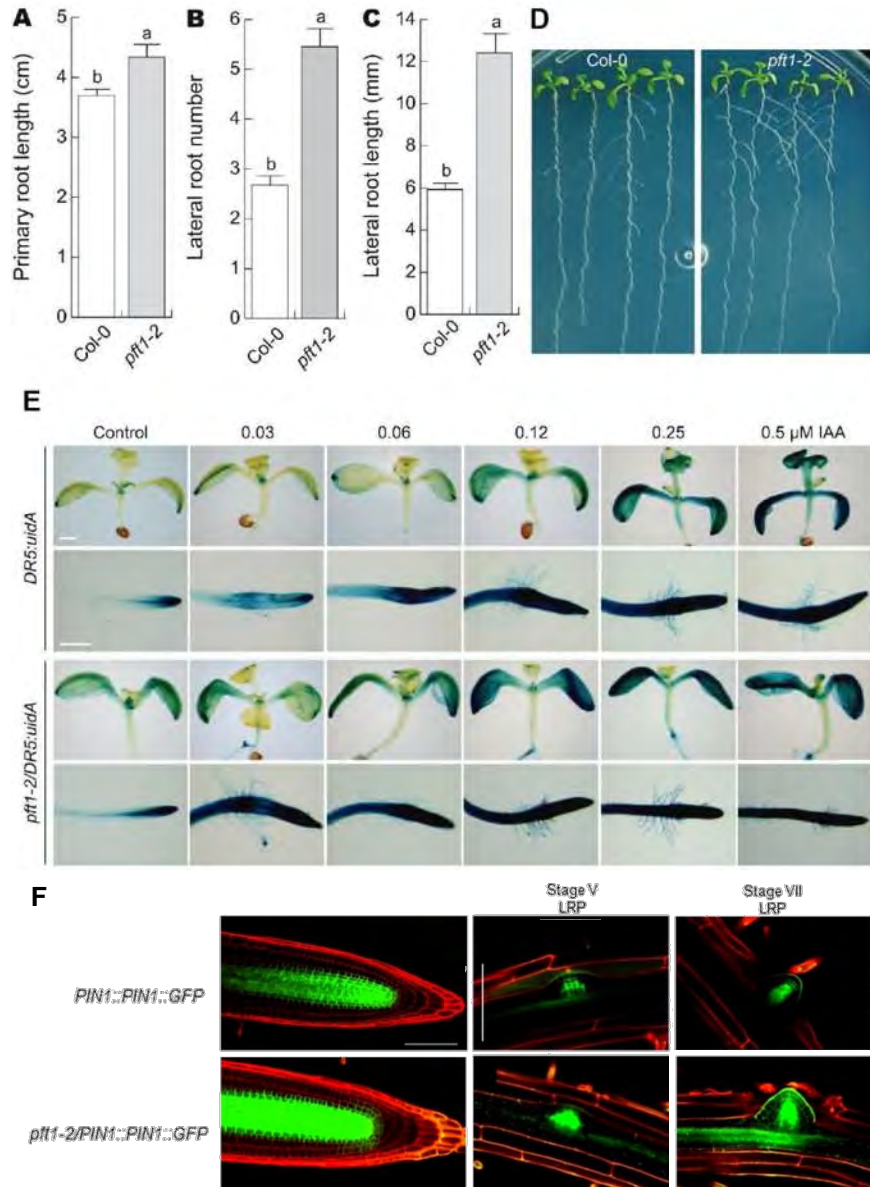 A
Primary root length (cm)
5
4
3
2
1
0
b
a
Col-0
pft1-2
B
Lateral root number
6
5
4
3
2
1
0
b
a
Col-0
pft1-2
C
Lateral root length (mm)
14
12
10
8
6
4
2
0
b
a
Col-0
pft1-2
D
Col-0
pft1-2
E
Control 0.03 0.06 0.12 0.25 0.5 µM IAA
DR5:uidA
pft1-2/DR5:uidA
F
Stage V
LRP
Stage VII
LRP
PIN1::PIN1::GFP
pft1-2/PIN1::PIN1::GFP